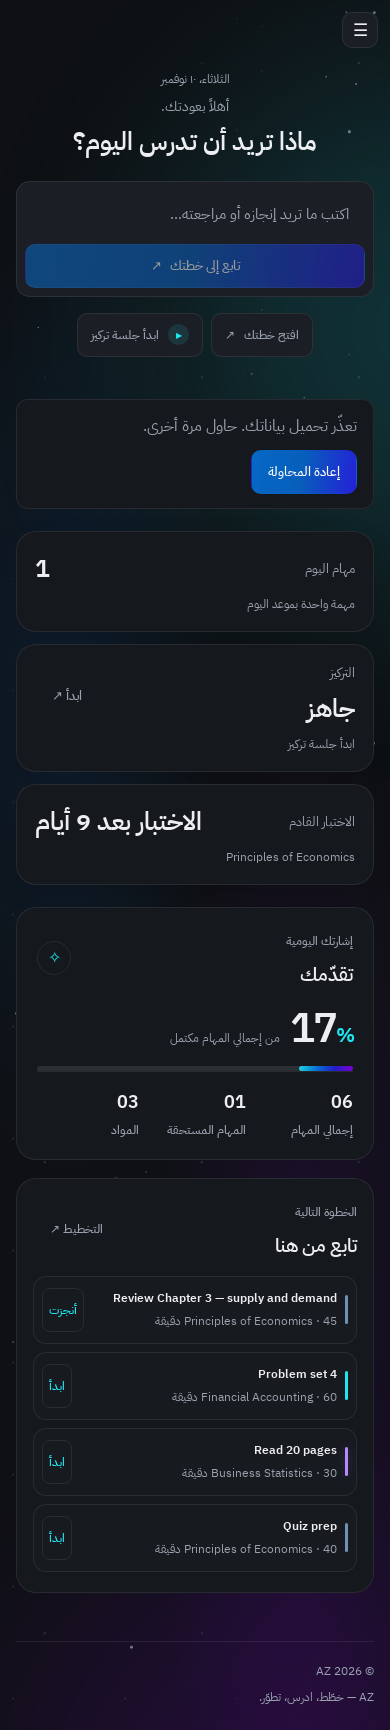 ☰
الثلاثاء، ١٠ نوفمبر
أهلاً بعودتك.
ماذا تريد أن تدرس اليوم؟
اكتب ما تريد إنجازه أو مراجعته...
تابع إلى خطتك ↗
افتح خطتك ↗
ابدأ جلسة تركيز
تعذّر تحميل بياناتك. حاول مرة أخرى.
إعادة المحاولة
مهام اليوم
1
مهمة واحدة بموعد اليوم
التركيز
جاهز
ابدأ جلسة تركيز
ابدأ ↗
الاختبار القادم
الاختبار بعد 9 أيام
Principles of Economics
إشارتك اليومية
تقدّمك
17%
من إجمالي المهام مكتمل
06
إجمالي المهام
01
المهام المستحقة
03
المواد
الخطوة التالية
تابع من هنا
التخطيط ↗
Review Chapter 3 — supply and demand
Principles of Economics · 45 دقيقة
أنجزت
Problem set 4
Financial Accounting · 60 دقيقة
ابدأ
Read 20 pages
Business Statistics · 30 دقيقة
ابدأ
Quiz prep
Principles of Economics · 40 دقيقة
ابدأ
© 2026 AZ
AZ — خطّط، ادرس، تطوّر.